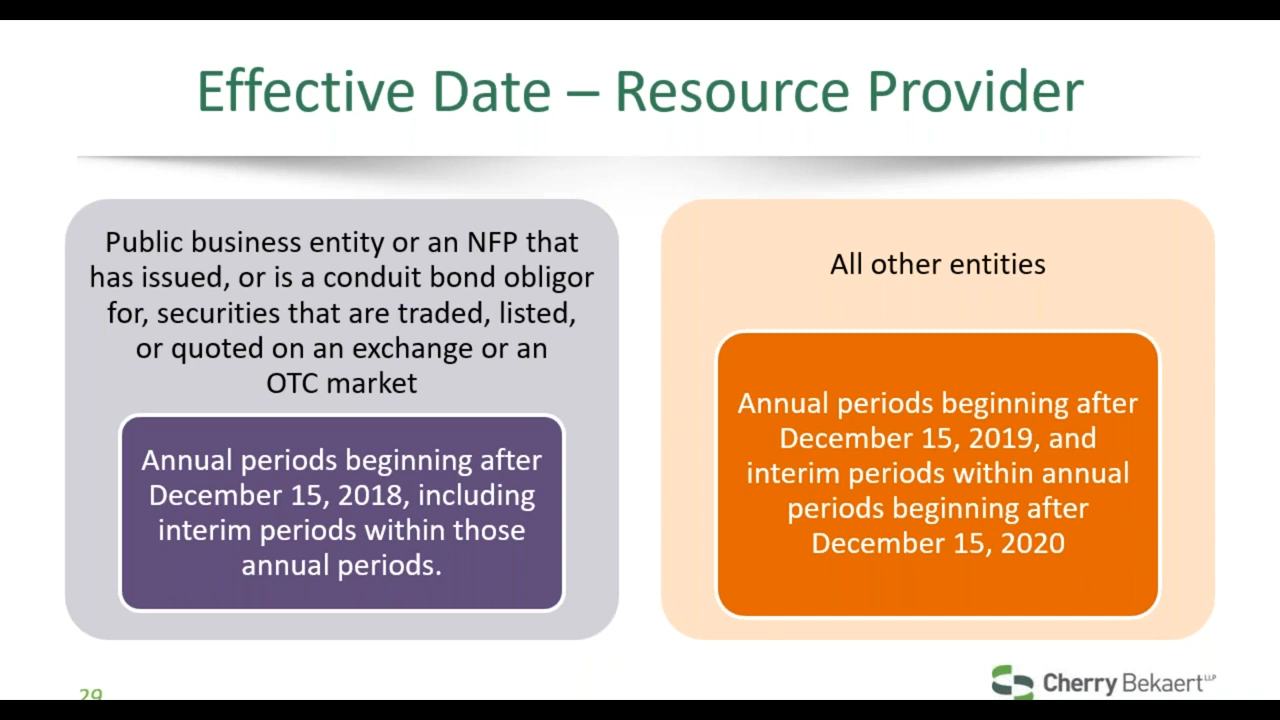 Effective Date – Resource Provider
Public business entity or an NFP that
has issued, or is a conduit bond obligor
for, securities that are traded, listed,
or quoted on an exchange or an
OTC market
Annual periods beginning after
December 15, 2018, including
interim periods within those
annual periods.
All other entities
Annual periods beginning after
December 15, 2019, and
interim periods within annual
periods beginning after
December 15, 2020
29
Cherry Bekaert LLP